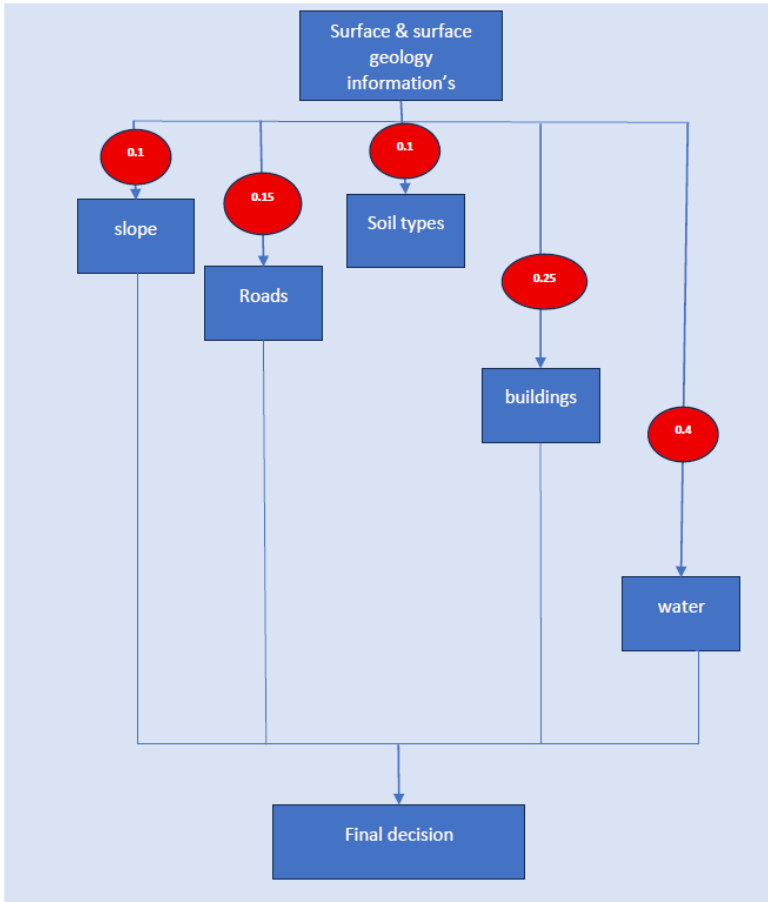 Surface & surface
geology
information’s
0.1
0.1
0.15
slope
Soil types
0.25
Roads
buildings
0.4
water
Final decision